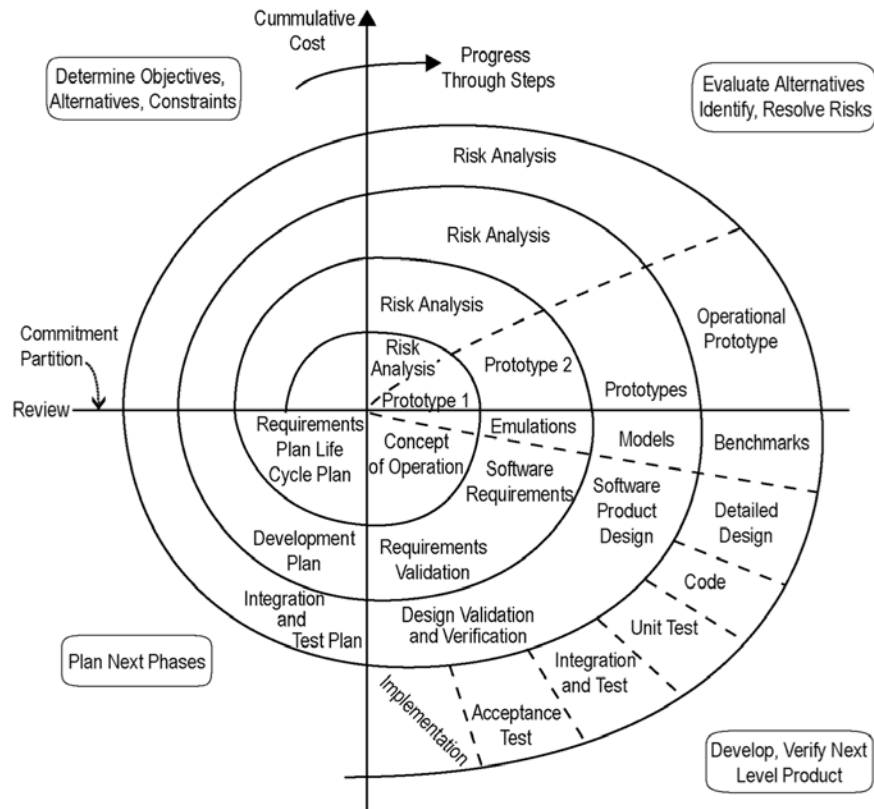 Cummulative
Cost
Progress
Through Steps
Determine Objectives,
Alternatives, Constraints
Evaluate Alternatives
Identify, Resolve Risks
Risk Analysis
Risk Analysis
Risk Analysis
Risk
Analysis
Operational
Prototype
Prototype 2
Prototypes
Prototype 1
Commitment
Partition
Review
Requirements
Plan Life
Cycle Plan
Concept
of Operation
Emulations
Models
Benchmarks
Software
Requirements
Software
Product
Design
Detailed
Design
Development
Plan
Requirements
Validation
Code
Integration
and
Test Plan
Design Validation
and Verification
Unit Test
Integration
and Test
Acceptance
Test
Implementation
Plan Next Phases
Develop, Verify Next
Level Product